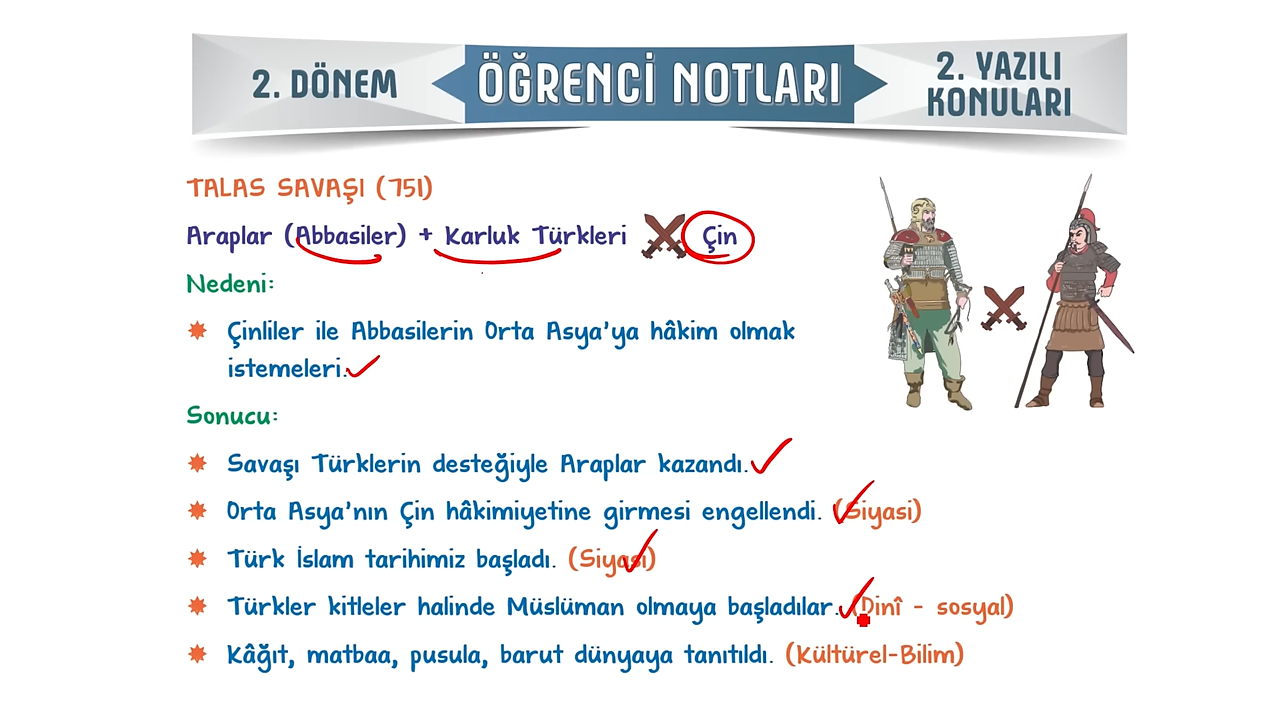 2. DÖNEM
ÖĞRENCİ NOTLARI
2. YAZILI
KONULARI
TALAS SAVAŞI (751)
Araplar (Abbasiler) + Karluk Türkleri Çin
Nedeni:
Çinliler ile Abbasilerin Orta Asya'ya hâkim olmak
istemeleri.
Sonucu:
Savaşı Türklerin desteğiyle Araplar kazandı.
Orta Asya'nın Çin hâkimiyetine girmesi engellendi. (Siyasi)
Türk İslam tarihimiz başladı. (Siyasi)
Türkler kitleler halinde Müslüman olmaya başladılar. (Dinî - sosyal)
Kâğıt, matbaa, pusula, barut dünyaya tanıtıldı. (Kültürel-Bilim)